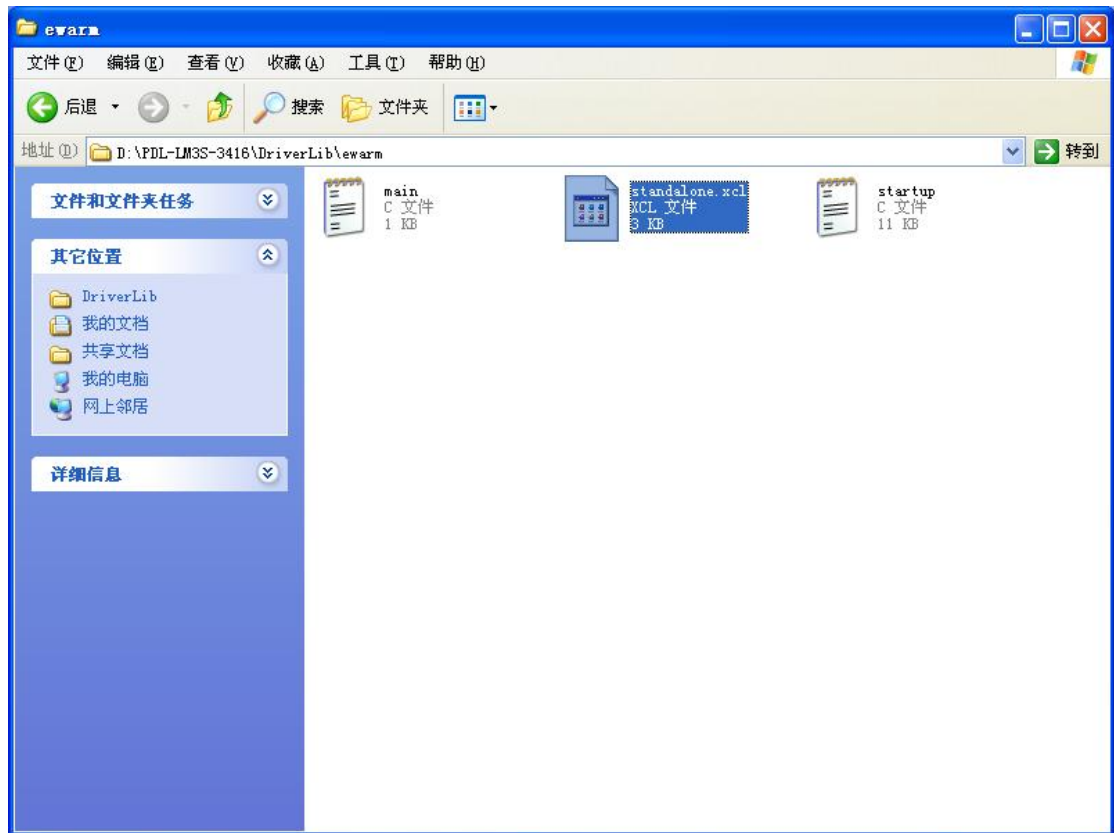 ewarm
文件(F) 编辑(E) 查看(V) 收藏(A) 工具(T) 帮助(H)
后退 搜索 文件夹
地址(D) D:\PDL-LM3S-3416\DriverLib\ewarm 转到
文件和文件夹任务
其它位置
DriverLib
我的文档
共享文档
我的电脑
网上邻居
详细信息
main
C 文件
1 KB
standalone.xcl
XCL 文件
3 KB
startup
C 文件
11 KB